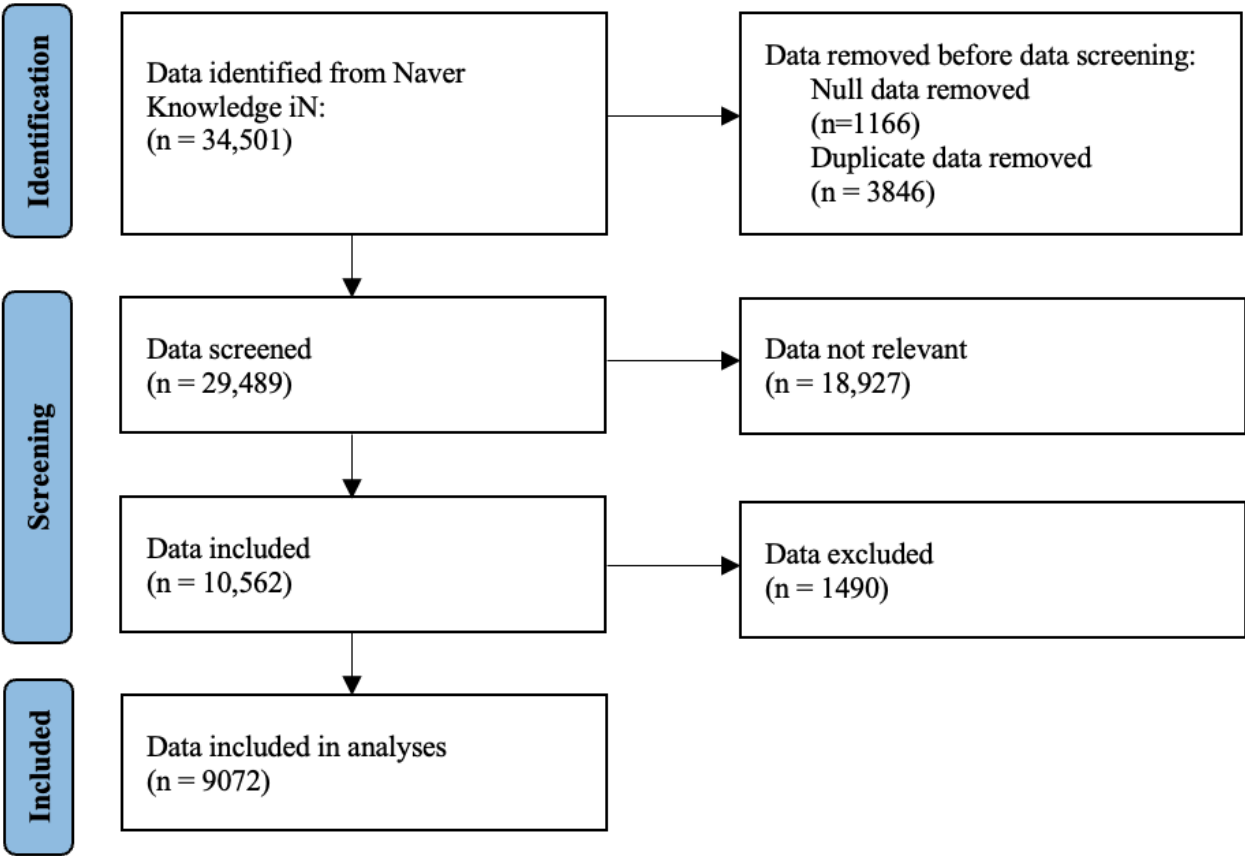 Identification
Data identified from Naver
Knowledge iN:
(n = 34,501)
Data removed before data screening:
Null data removed
(n=1166)
Duplicate data removed
(n = 3846)
Screening
Data screened
(n = 29,489)
Data not relevant
(n = 18,927)
Data included
(n = 10,562)
Data excluded
(n = 1490)
Included
Data included in analyses
(n = 9072)